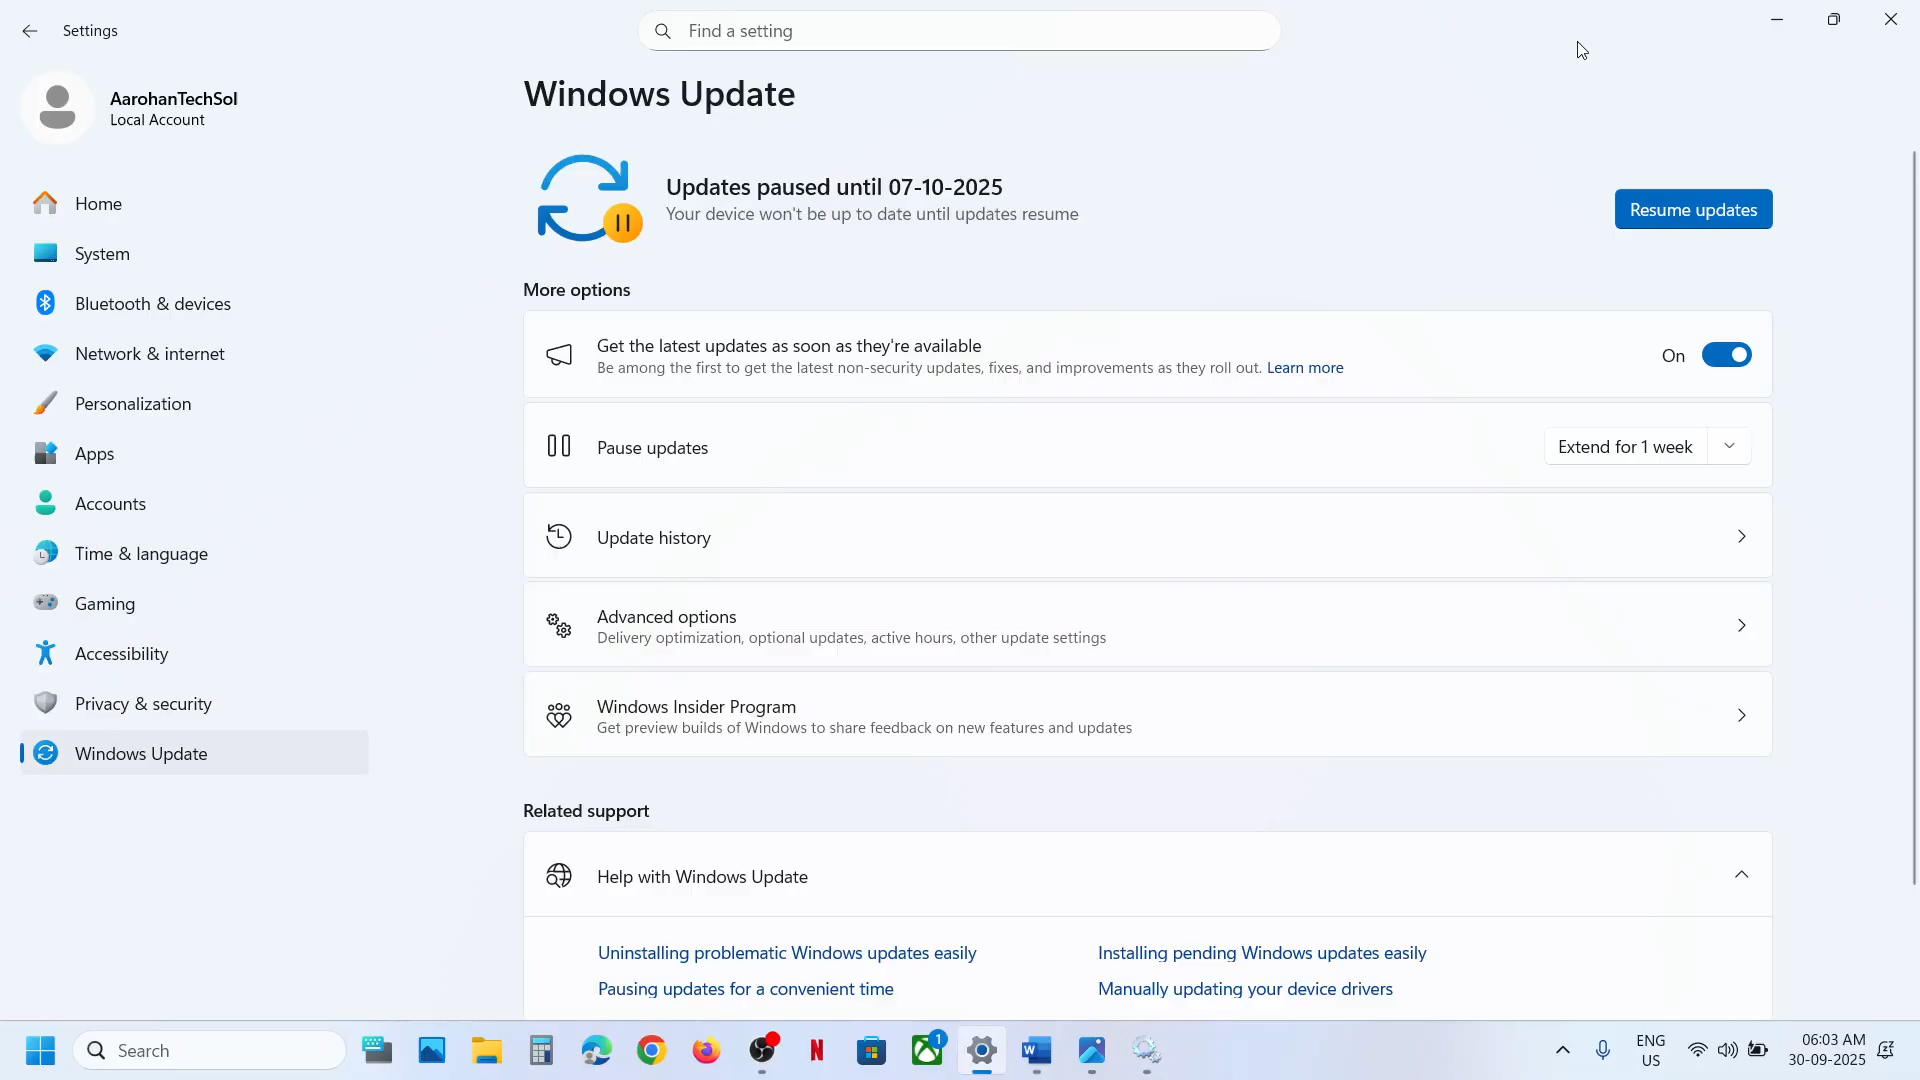 Settings
Find a setting
AarohanTechSol
Local Account
Home
System
Bluetooth & devices
Network & internet
Personalization
Apps
Accounts
Time & language
Gaming
Accessibility
Privacy & security
Windows Update
Windows Update
Updates paused until 07-10-2025
Your device won't be up to date until updates resume
Resume updates
More options
Get the latest updates as soon as they're available
Be among the first to get the latest non-security updates, fixes, and improvements as they roll out. Learn more
On
Pause updates
Extend for 1 week
Update history
Advanced options
Delivery optimization, optional updates, active hours, other update settings
Windows Insider Program
Get preview builds of Windows to share feedback on new features and updates
Related support
Help with Windows Update
Uninstalling problematic Windows updates easily
Installing pending Windows updates easily
Pausing updates for a convenient time
Manually updating your device drivers
Search
N
1
W
ENG
US
06:03 AM
30-09-2025